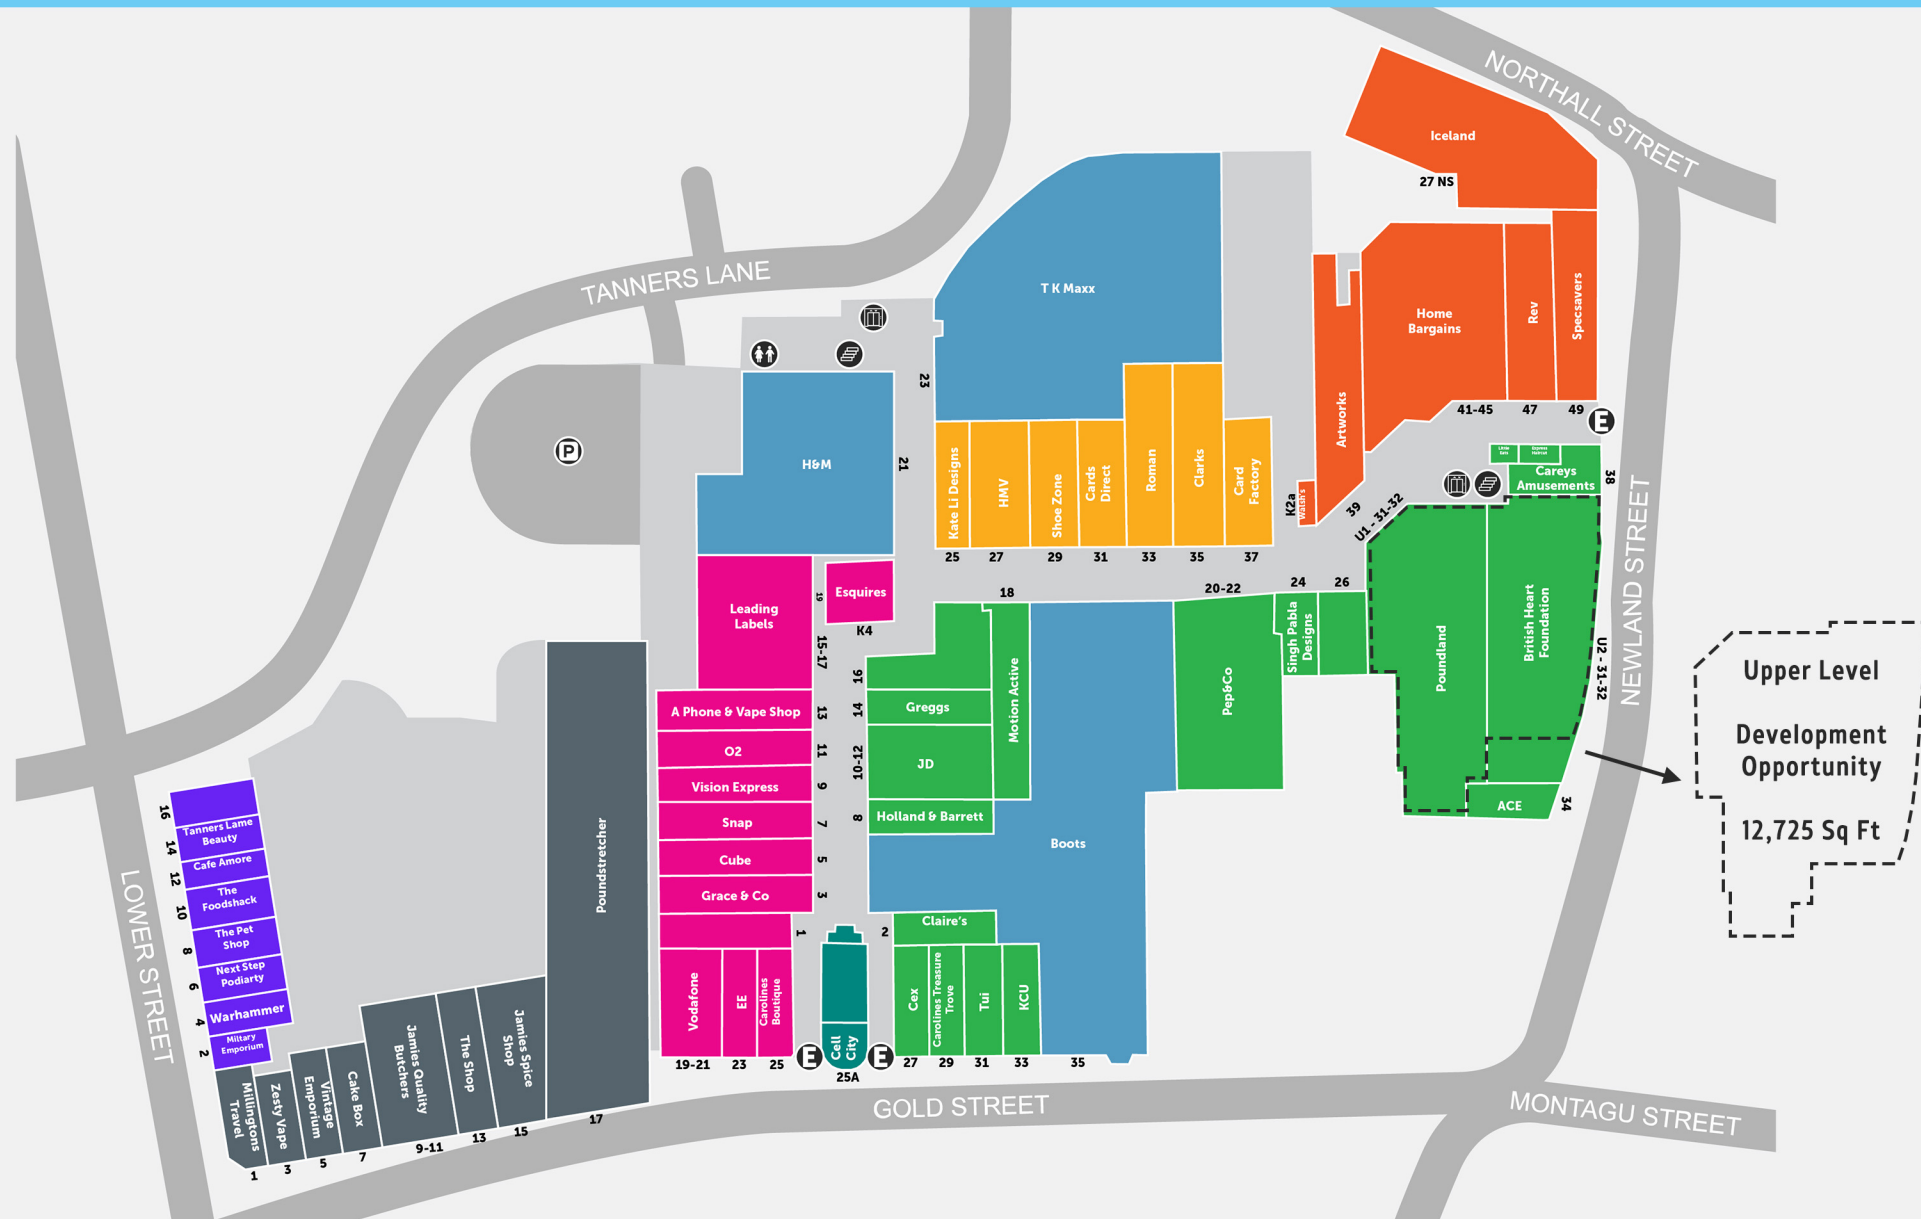 NORTHALL STREET
Iceland
27 NS
TANNERS LANE
T K Maxx
Home
Bargains
Rev
Specsavers
41-45
47
49
E
23
Artworks
K2a
Walsh's
39
H&M
21
P
Kate Li Designs
HMV
Shoe Zone
Cards
Direct
Roman
Clarks
Card
Factory
25
27
29
31
33
35
37
Careys
Amusements
38
U1 - 31-32
Poundland
British Heart
Foundation
U2 - 31-32
NEWLAND STREET
ACE
34
Upper Level
Development
Opportunity
12,725 Sq Ft
Leading
Labels
19
Esquires
K4
15-17
18
20-22
24
26
Singh Pabla
Designs
Pep&Co
Motion Active
16
A Phone & Vape Shop
13
14
Greggs
O2
11
10-12
JD
Vision Express
9
Snap
7
8
Holland & Barrett
Cube
5
Boots
Grace & Co
3
1
2
Claire's
Vodafone
EE
Carolines
Boutique
Cell
City
Cex
Carolines Treasure
Trove
Tui
KCU
19-21
23
25
E
25A
E
27
29
31
33
35
Poundstretcher
16
Tanners Lame
Beauty
14
Cafe Amore
12
The
Foodshack
10
The Pet
Shop
8
Next Step
Podiarty
6
Warhammer
4
Miltary
Emporium
2
LOWER STREET
Millingtons
Travel
Zesty Vape
Vintage
Emporium
Cake Box
Jamies Quality
Butchers
The Shop
Jamies Spice
Shop
1
3
5
7
9-11
13
15
17
GOLD STREET
MONTAGU STREET